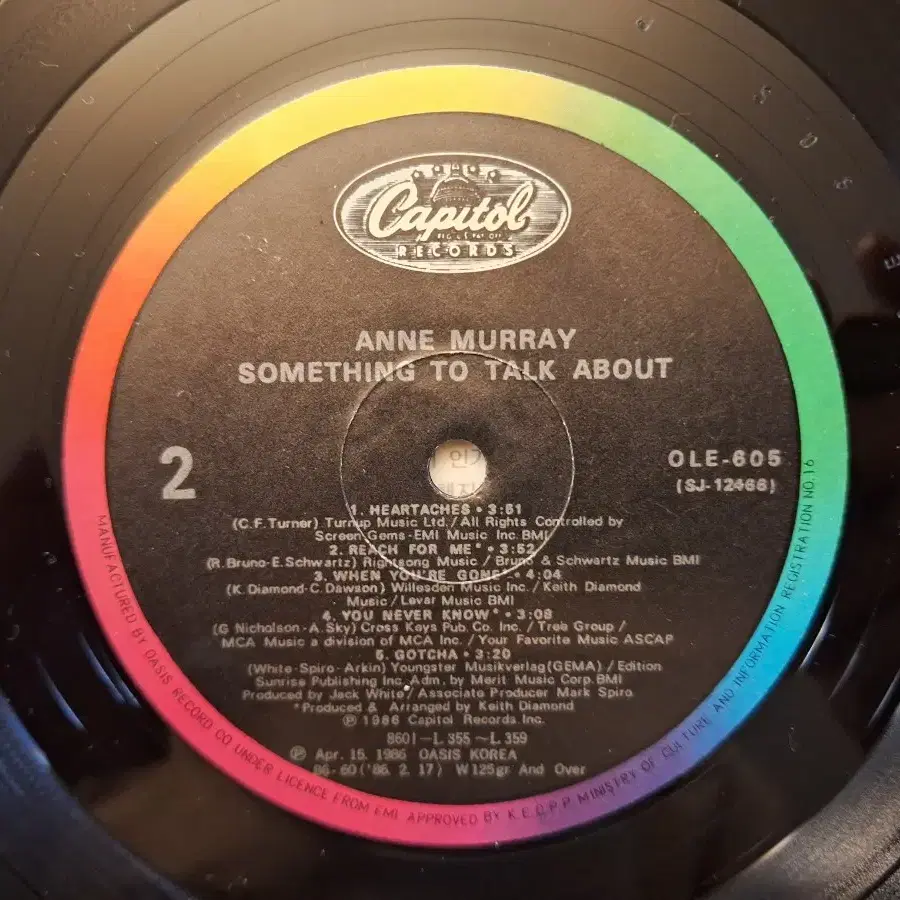 Capitol
RECORDS
ANNE MURRAY
SOMETHING TO TALK ABOUT
2
OLE-605
(SJ-12466)
1. HEARTACHES • 3:51
(C.F. Turner) Turnup Music Ltd. / All Rights Controlled by
Screen Gems-EMI Music Inc. BMI
2. REACH FOR ME* • 3:52
(R. Bruno-E. Schwartz) Rightsong Music / Bruno & Schwartz Music BMI
3. WHEN YOU'RE GONE* • 4:04
(K. Diamond-C. Dawson) Willesden Music Inc. / Keith Diamond
Music / Levar Music BMI
4. YOU NEVER KNOW* • 3:08
(G Nicholson-A. Sky) Cross Keys Pub. Co. Inc. / Tree Group /
MCA Music a division of MCA Inc. / Your Favorite Music ASCAP
5. GOTCHA • 3:20
(White-Spiro-Arkin) Youngster Musikverlag (GEMA) / Edition
Sunrise Publishing Inc. Adm. by Merit Music Corp. BMI
Produced by Jack White / Associate Producer Mark Spiro
*Produced & Arranged by Keith Diamond
℗ 1986 Capitol Records. Inc.
8601-L 355 ~L 359
℗ Apr. 15. 1986 OASIS KOREA
86-60 ('86. 2. 17) W 125gr And Over
MANUFACTURED BY OASIS RECORD CO. UNDER LICENCE FROM EMI. APPROVED BY K.E.C.P.P MINISTRY OF CULTURE AND INFORMATION REGISTRATION NO. 16